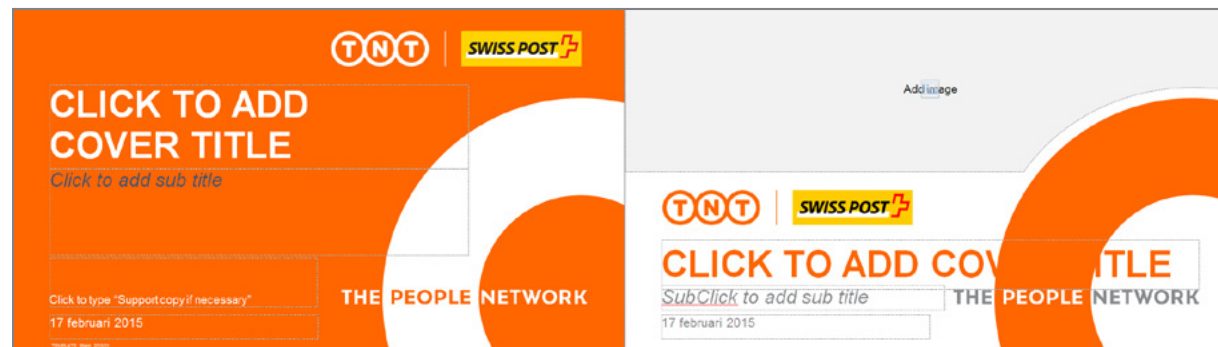 TNT SWISS POST
CLICK TO ADD
COVER TITLE
Click to add sub title
Click to type "Support copy if necessary"
THE PEOPLE NETWORK
17 februari 2015
Add image
TNT SWISS POST
CLICK TO ADD COV ITLE
SubClick to add sub title
THE PEOPLE NETWORK
17 februari 2015